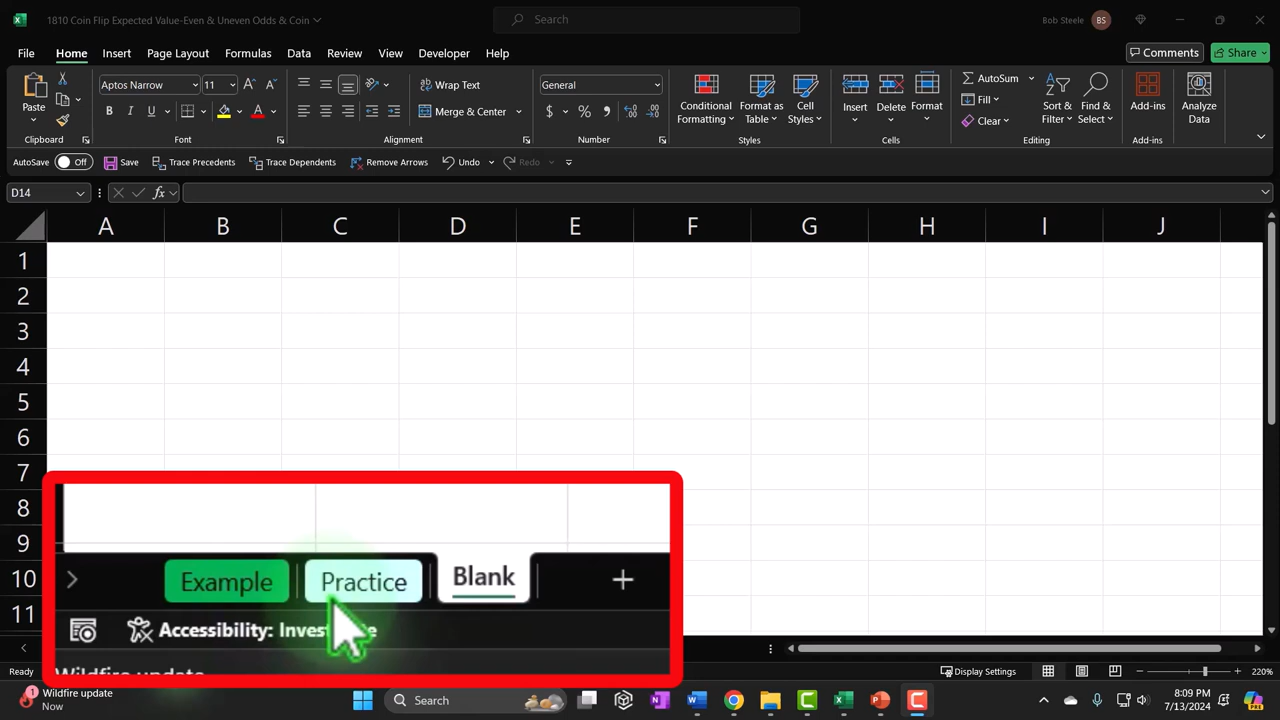 1810 Coin Flip Expected Value-Even & Uneven Odds & Coin
Search
Bob Steele BS
File Home Insert Page Layout Formulas Data Review View Developer Help
Comments Share
Paste
Clipboard
Aptos Narrow 11 A A
B I U A
Font
Wrap Text
Merge & Center
Alignment
General
$ % ,
Number
Conditional Formatting
Format as Table
Cell Styles
Styles
Insert Delete Format
Cells
AutoSum
Fill
Clear
Sort & Filter
Find & Select
Editing
Add-ins
Add-ins
Analyze Data
AutoSave Off Save Trace Precedents Trace Dependents Remove Arrows Undo Redo
D14 fx
A B C D E F G H I J
1
2
3
4
5
6
7
8
9
10
11
Example Practice Blank +
Accessibility:
Ready
Display Settings 220%
1 Wildfire update
Now
Search
8:09 PM
7/13/2024